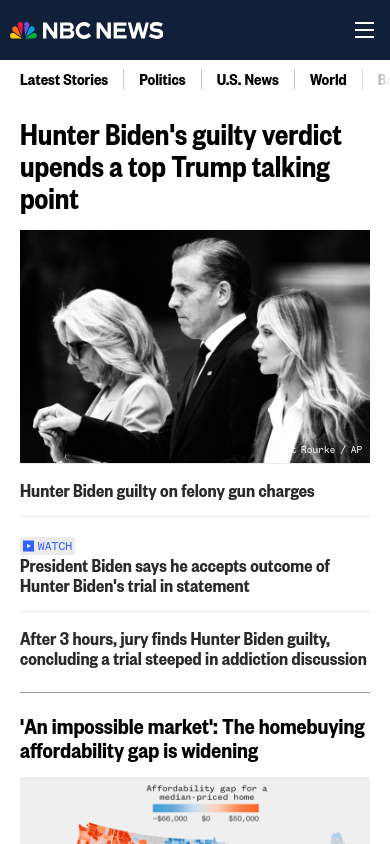 NBC NEWS
Latest Stories
Politics
U.S. News
World
Hunter Biden's guilty verdict
upends a top Trump talking
point
Rourke / AP
Hunter Biden guilty on felony gun charges
WATCH
President Biden says he accepts outcome of
Hunter Biden's trial in statement
After 3 hours, jury finds Hunter Biden guilty,
concluding a trial steeped in addiction discussion
'An impossible market': The homebuying
affordability gap is widening
Affordability gap for a
median-priced home
−$66,000 $0 $50,000